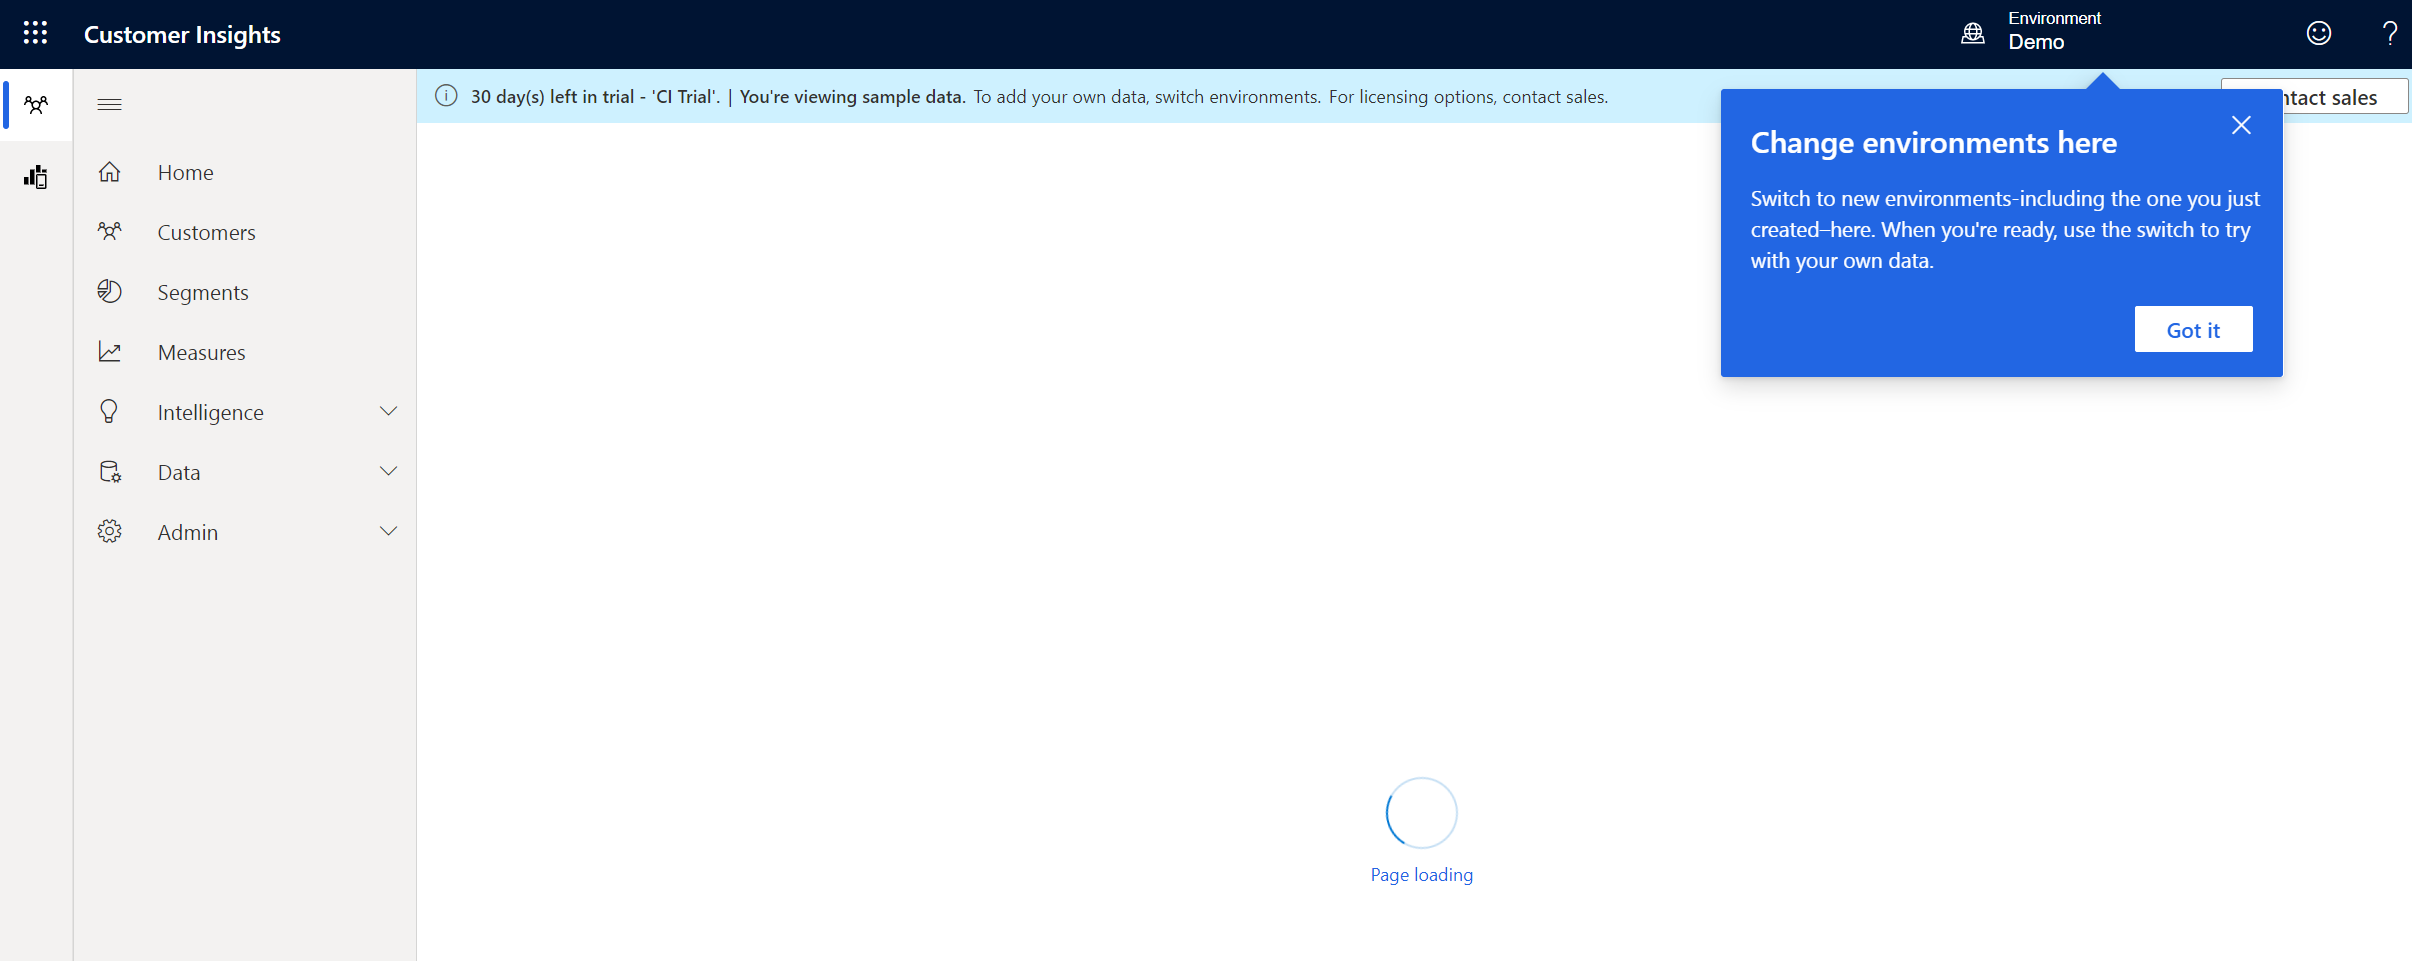 Customer Insights
Environment
Demo
?
30 day(s) left in trial - 'CI Trial'. | You're viewing sample data. To add your own data, switch environments. For licensing options, contact sales.
ntact sales
Change environments here
Switch to new environments-including the one you just
created–here. When you're ready, use the switch to try
with your own data.
Got it
Home
Customers
Segments
Measures
Intelligence
Data
Admin
Page loading